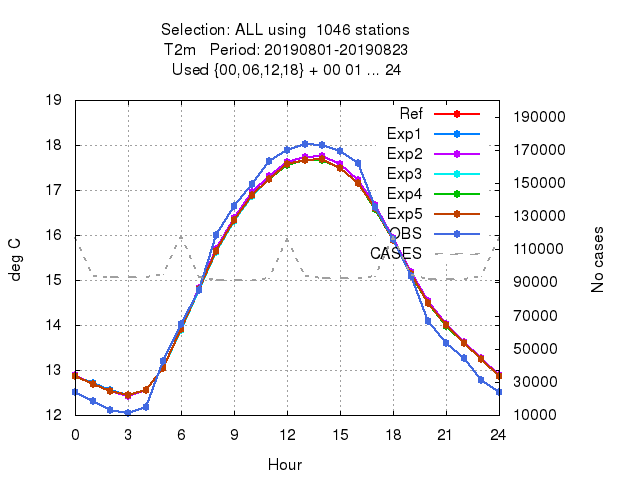 Selection: ALL using  1046 stations
T2m   Period: 20190801-20190823
Used {00,06,12,18} + 00 01 ... 24
19
18
17
16
15
14
13
12
deg C
190000
170000
150000
130000
110000
90000
70000
50000
30000
10000
No cases
Ref
Exp1
Exp2
Exp3
Exp4
Exp5
OBS
CASES
0 3 6 9 12 15 18 21 24
Hour